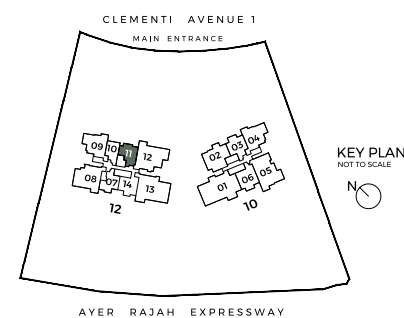 CLEMENTI AVENUE 1
MAIN ENTRANCE
09 10 11 12
08 07 14 13
12
02 03 04
01 06 05
10
KEY PLAN
NOT TO SCALE
N
AYER RAJAH EXPRESSWAY